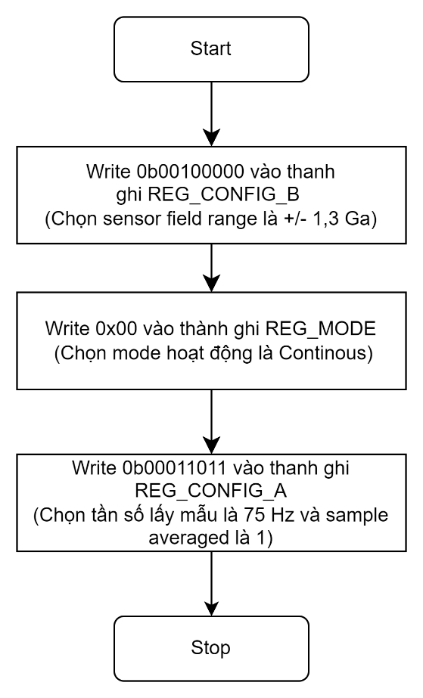 Start
Write 0b00100000 vào thanh
ghi REG_CONFIG_B
(Chọn sensor field range là +/- 1,3 Ga)
Write 0x00 vào thành ghi REG_MODE
(Chọn mode hoạt động là Continous)
Write 0b00011011 vào thanh ghi
REG_CONFIG_A
(Chọn tần số lấy mẫu là 75 Hz và sample
averaged là 1)
Stop